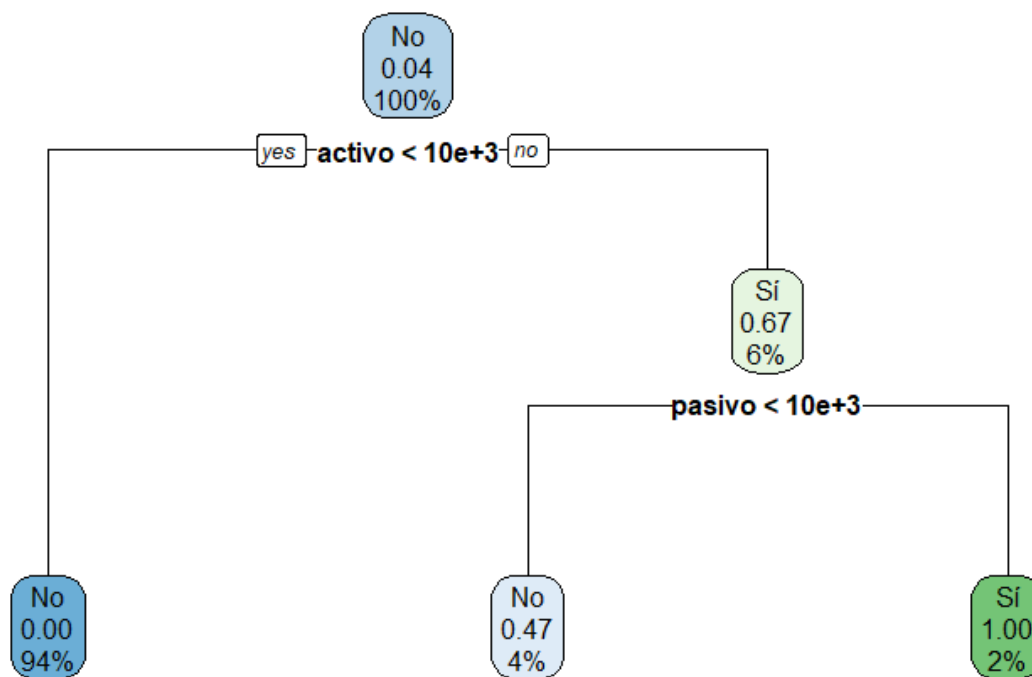 No
0.04
100%
yes activo < 10e+3 no
Sí
0.67
6%
pasivo < 10e+3
No
0.00
94%
No
0.47
4%
Sí
1.00
2%